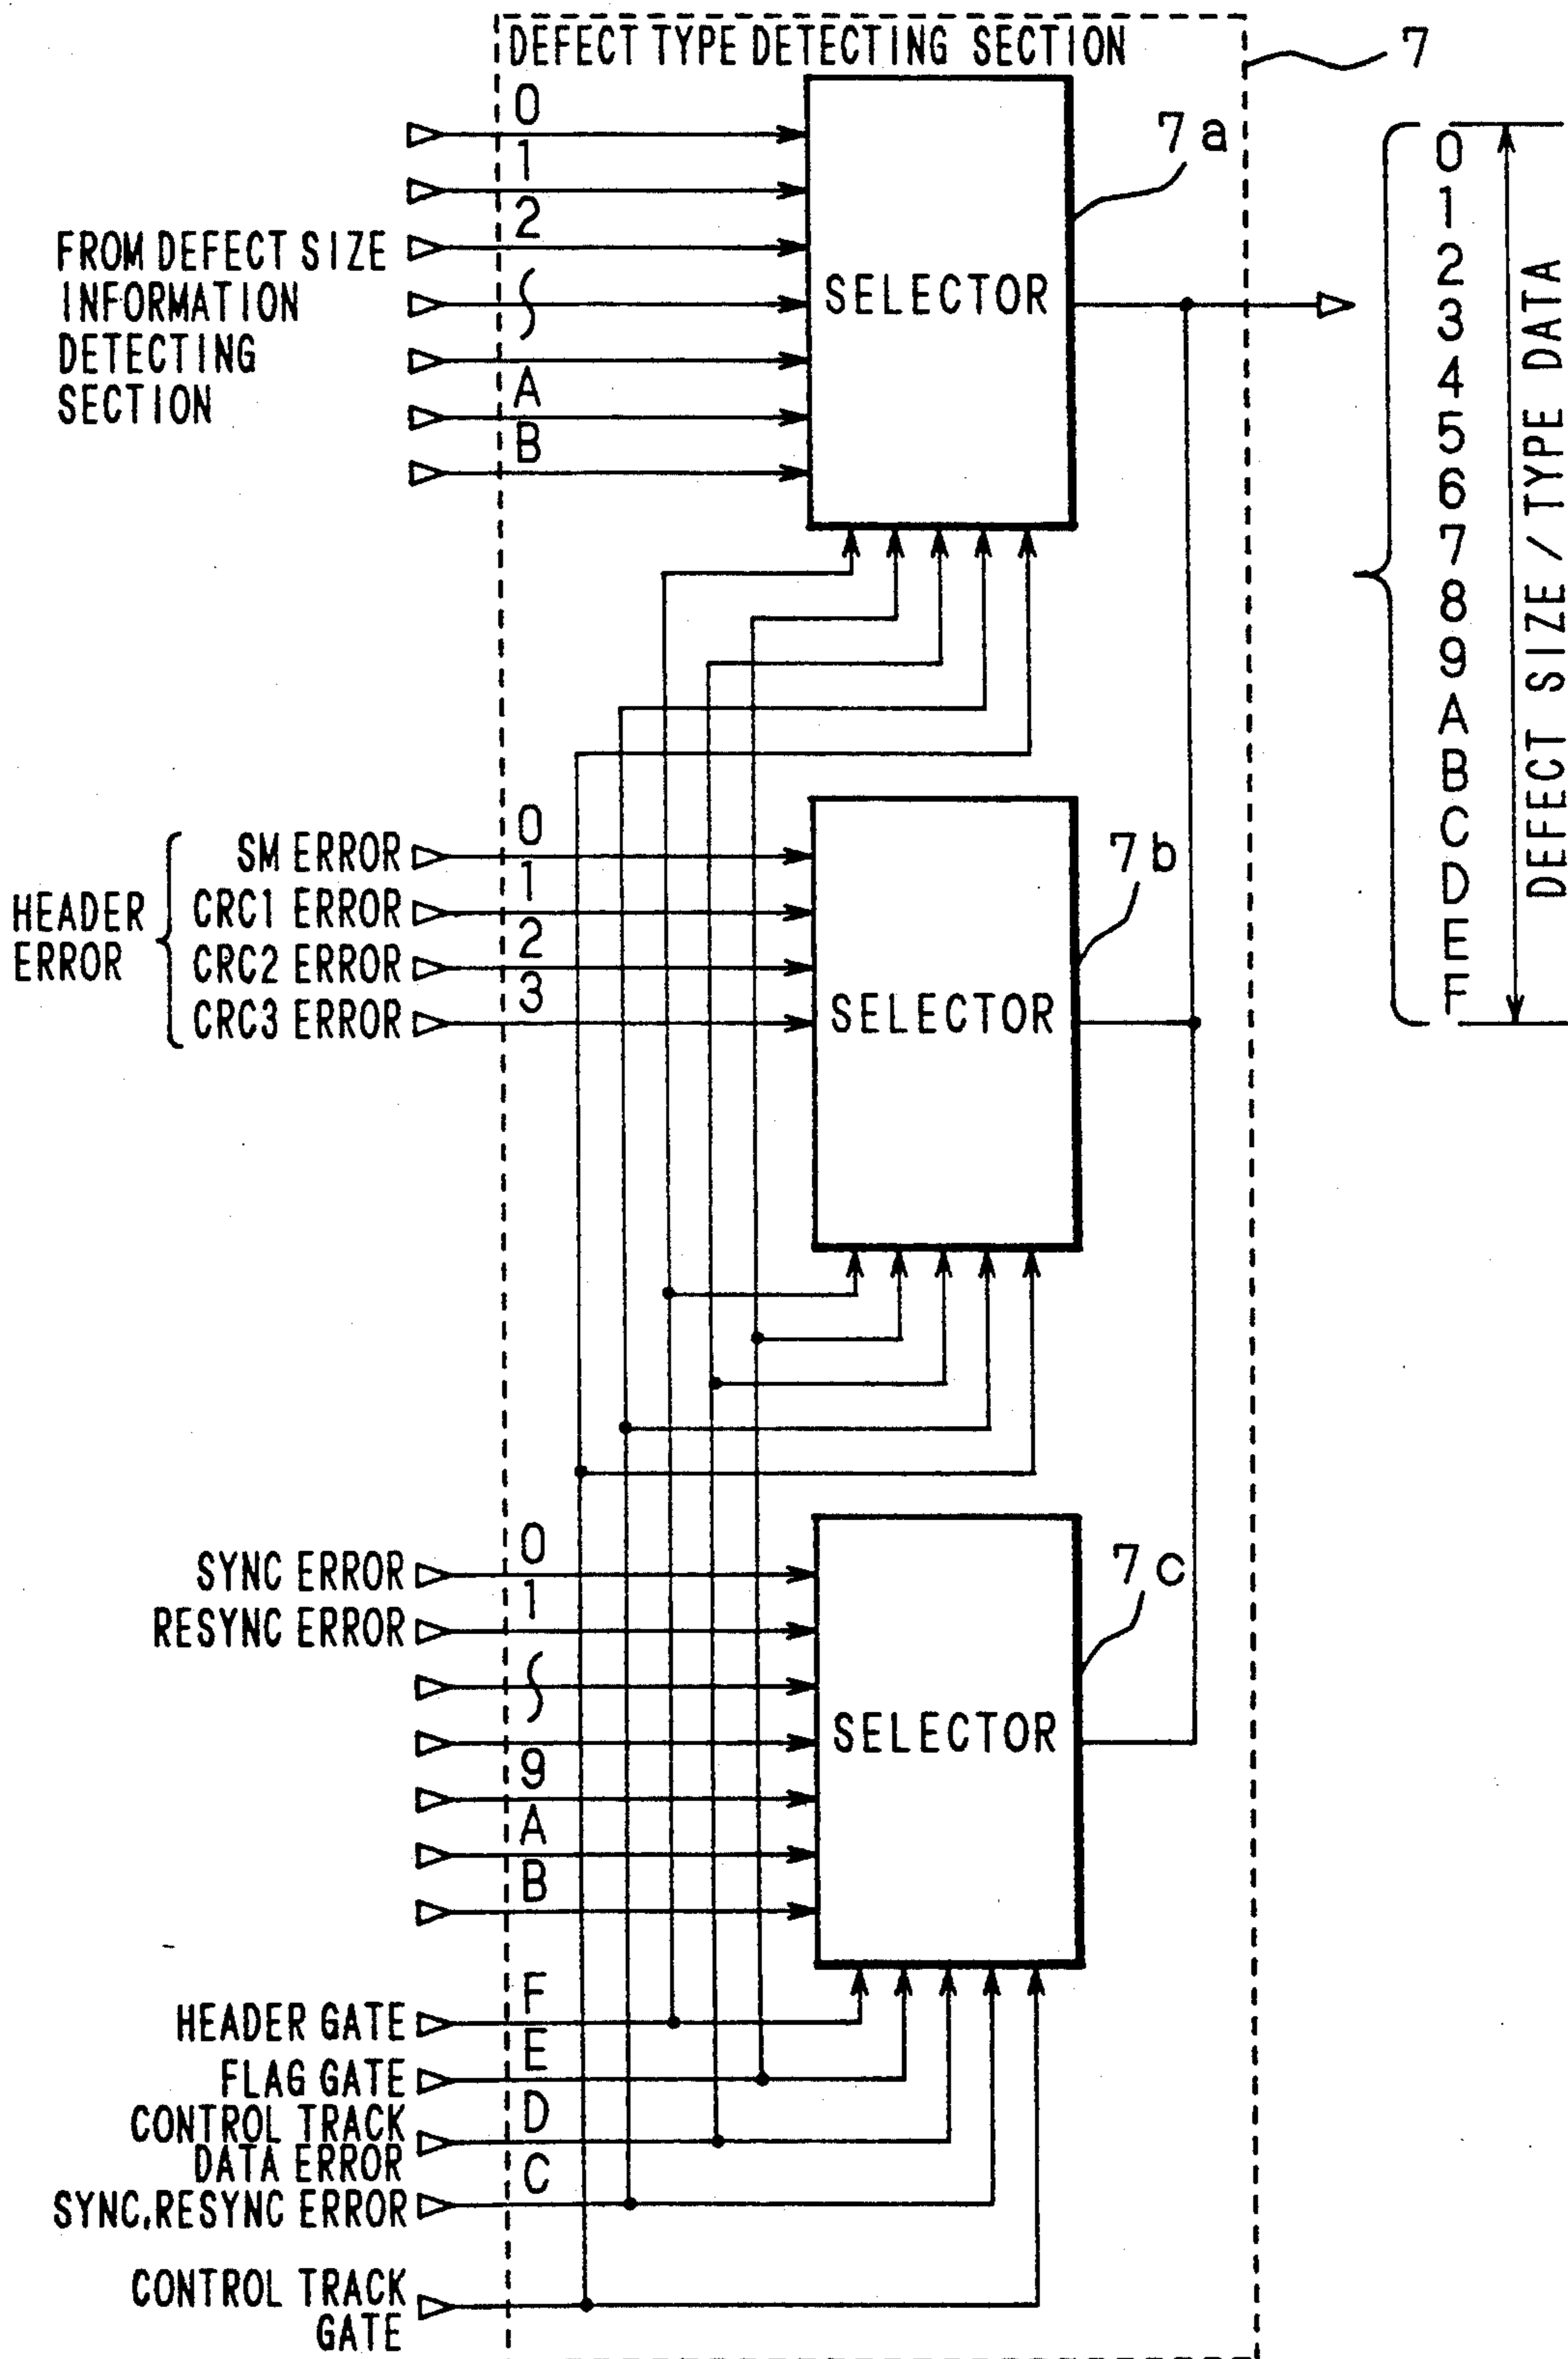 DEFECT TYPE DETECTING SECTION
7
0
1
2
A
B
FROM DEFECT SIZE
INFORMATION
DETECTING
SECTION
SELECTOR
7a
0
1
2
3
4
5
6
7
8
9
A
B
C
D
E
F
DEFECT SIZE / TYPE DATA
HEADER
ERROR
SM ERROR
CRC1 ERROR
CRC2 ERROR
CRC3 ERROR
0
1
2
3
SELECTOR
7b
SYNC ERROR
RESYNC ERROR
0
1
9
A
B
SELECTOR
7c
HEADER GATE
F
FLAG GATE
E
CONTROL TRACK
DATA ERROR
D
SYNC,RESYNC ERROR
C
CONTROL TRACK
GATE